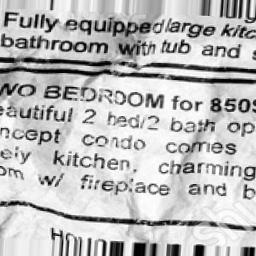 Fully equipped large kitc
bathroom with tub and s
WO BEDROOM for 850$
eautiful 2 bed/2 bath op
ncept condo comes
ely kitchen, charming
om w/ fireplace and b